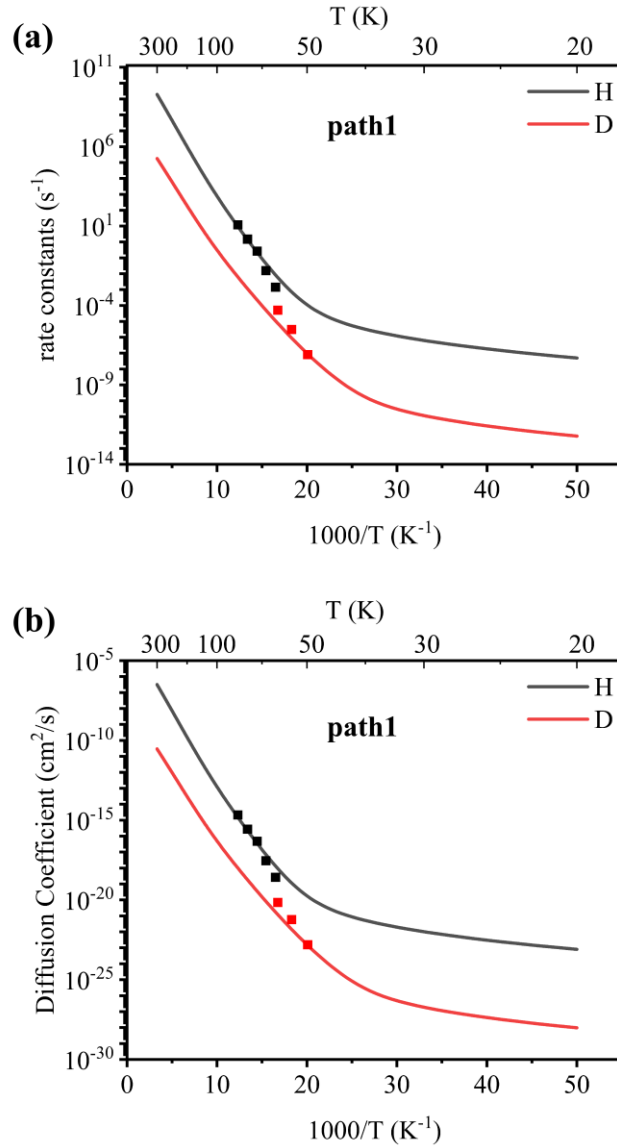 (a)
T (K)
300 100 50 30 20
10^11
10^6
10^1
10^-4
10^-9
10^-14
rate constants (s^-1)
path1
H
D
0 10 20 30 40 50
1000/T (K^-1)
(b)
T (K)
300 100 50 30 20
10^-5
10^-10
10^-15
10^-20
10^-25
10^-30
Diffusion Coefficient (cm^2/s)
path1
H
D
0 10 20 30 40 50
1000/T (K^-1)